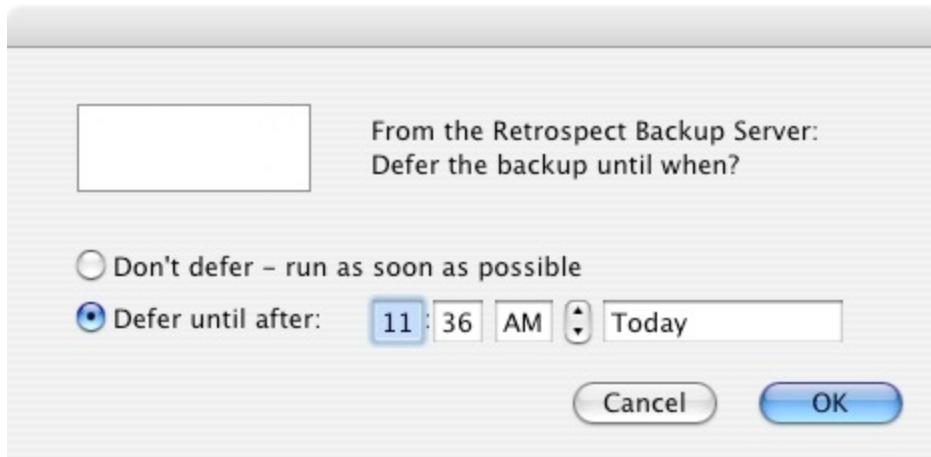 From the Retrospect Backup Server:
Defer the backup until when?
Don't defer – run as soon as possible
Defer until after: 11 : 36 AM Today
Cancel OK